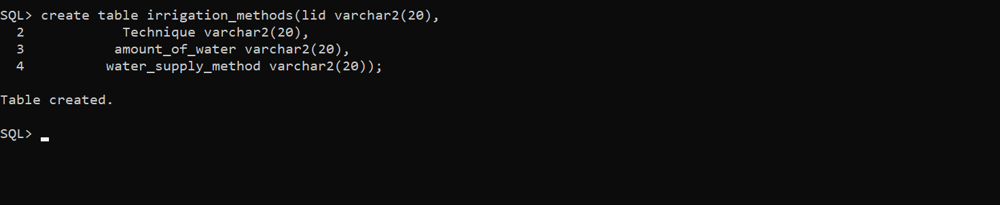 SQL> create table irrigation_methods(lid varchar2(20),
2 Technique varchar2(20),
3 amount_of_water varchar2(20),
4 water_supply_method varchar2(20));
Table created.
SQL>